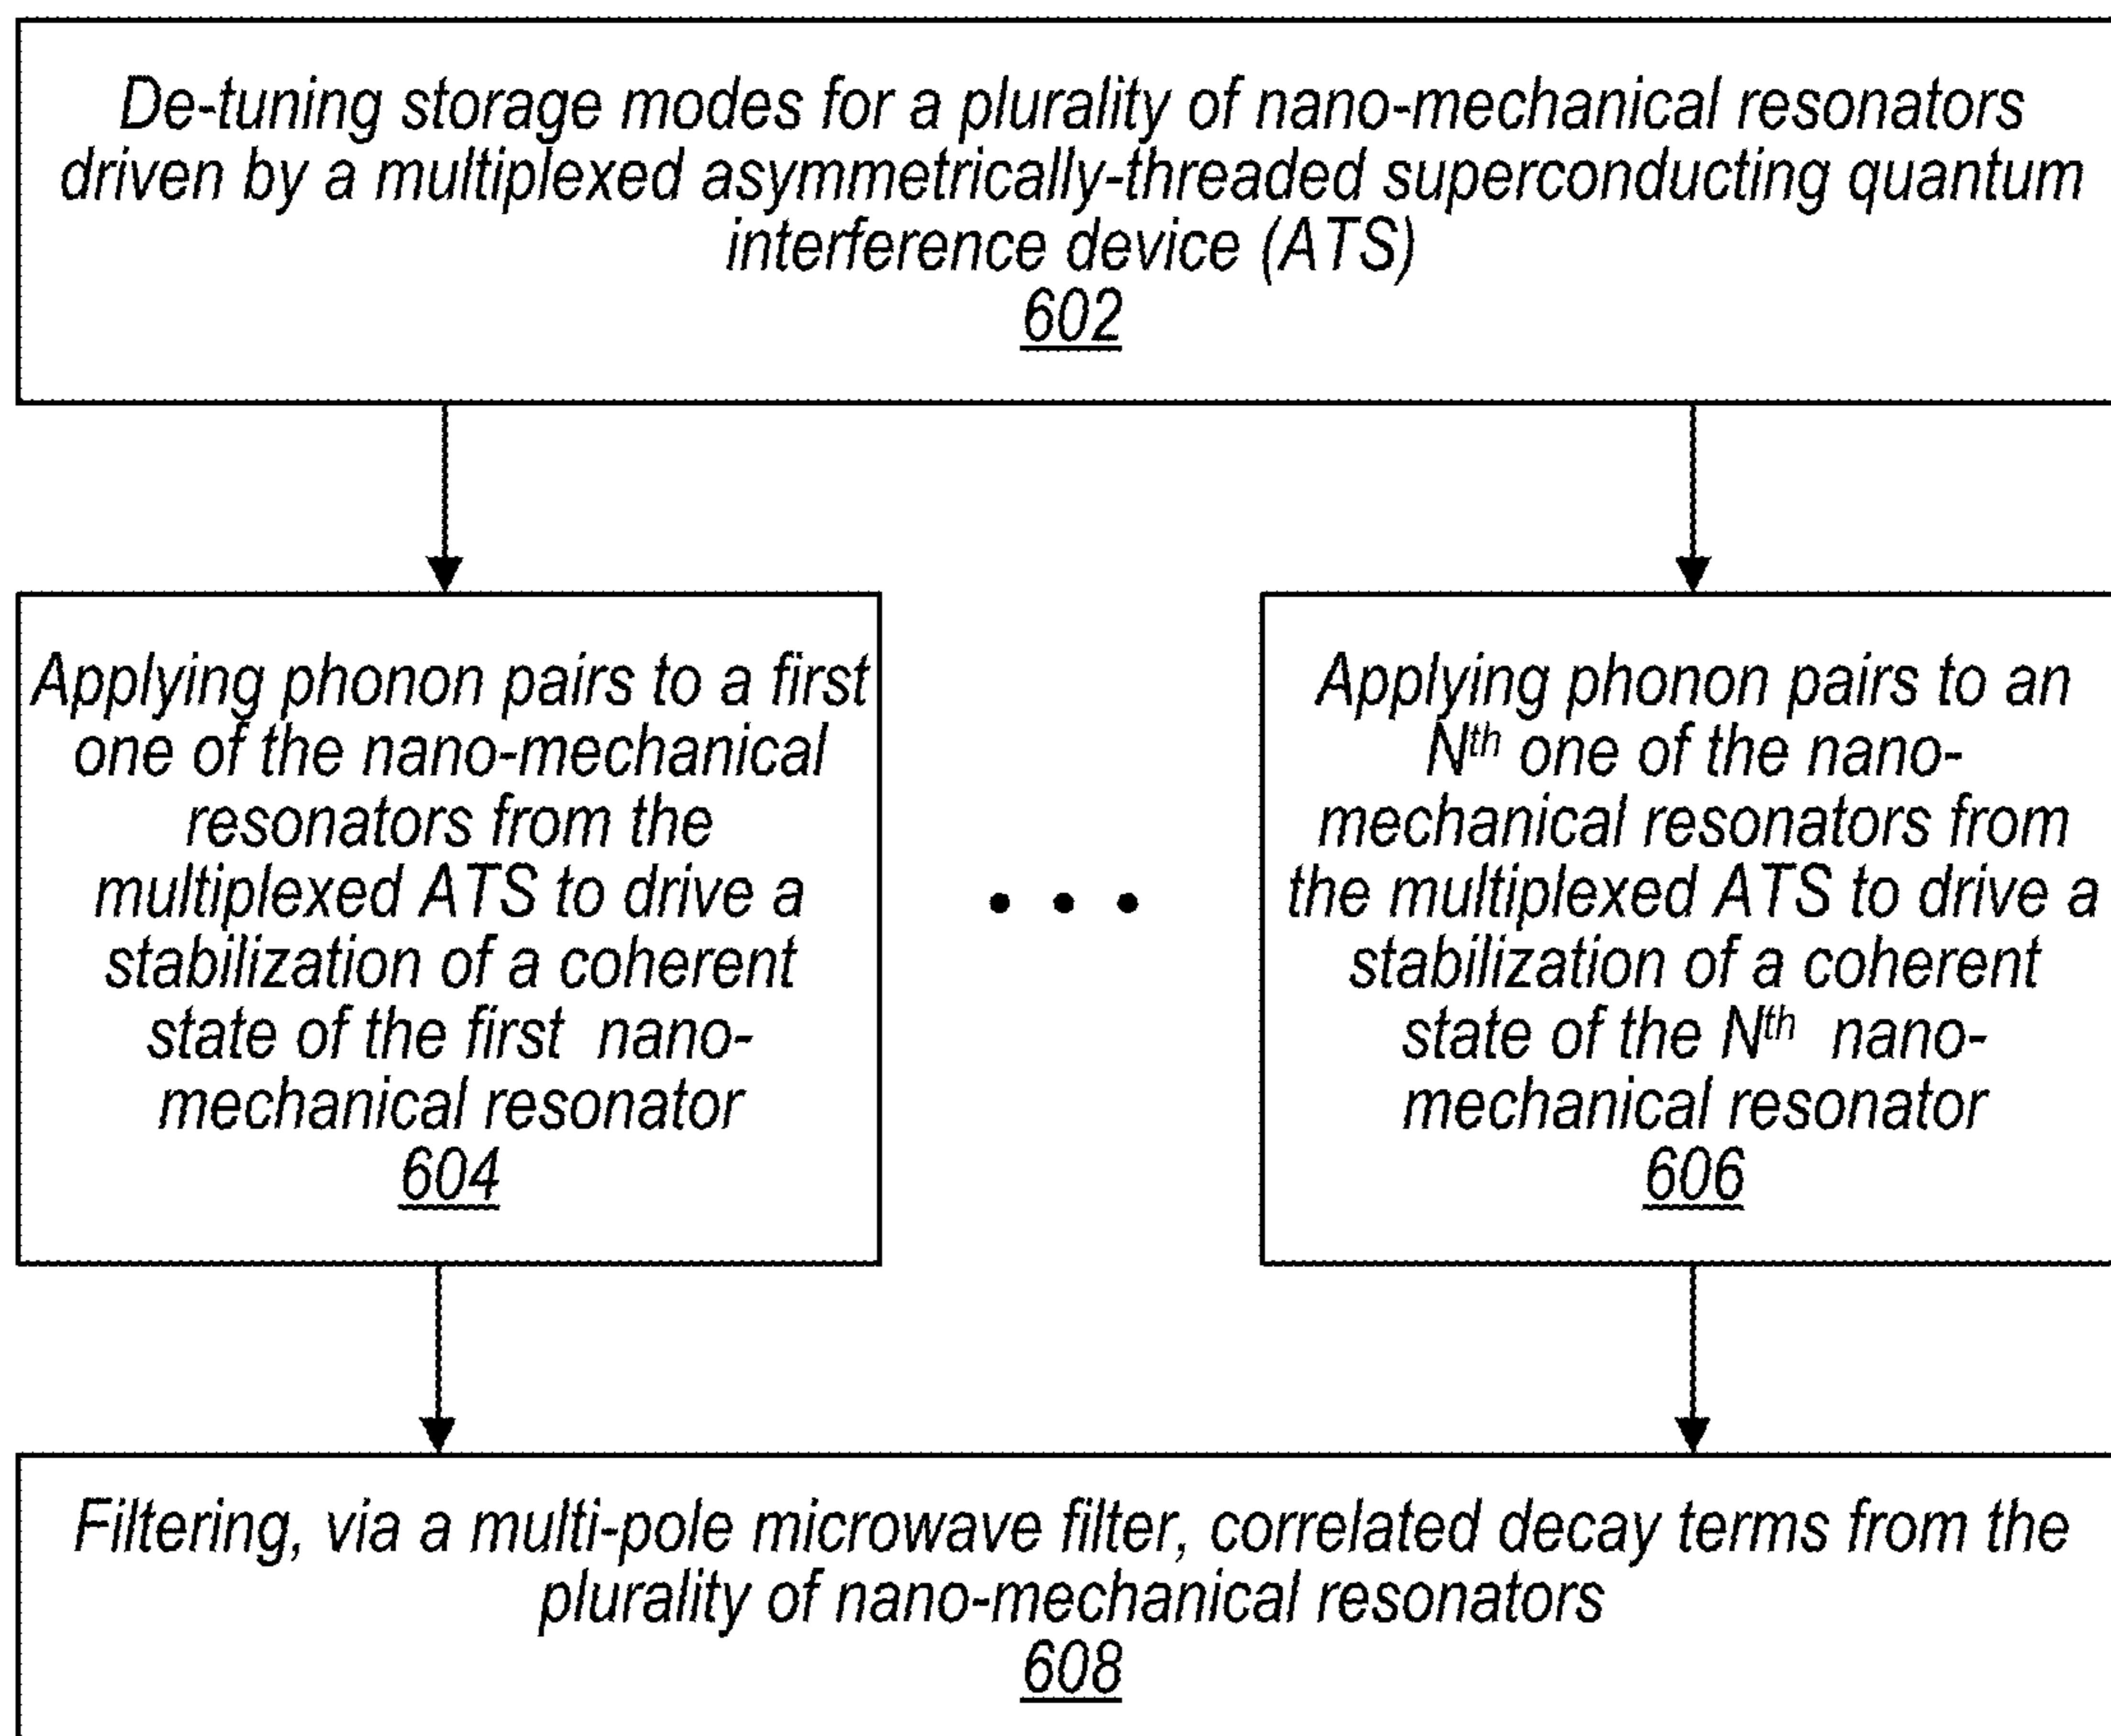 De-tuning storage modes for a plurality of nano-mechanical resonators
driven by a multiplexed asymmetrically-threaded superconducting quantum
interference device (ATS)
602
Applying phonon pairs to a first
one of the nano-mechanical
resonators from the
multiplexed ATS to drive a
stabilization of a coherent
state of the first nano-
mechanical resonator
604
• • •
Applying phonon pairs to an
Nth one of the nano-
mechanical resonators from
the multiplexed ATS to drive a
stabilization of a coherent
state of the Nth nano-
mechanical resonator
606
Filtering, via a multi-pole microwave filter, correlated decay terms from the
plurality of nano-mechanical resonators
608